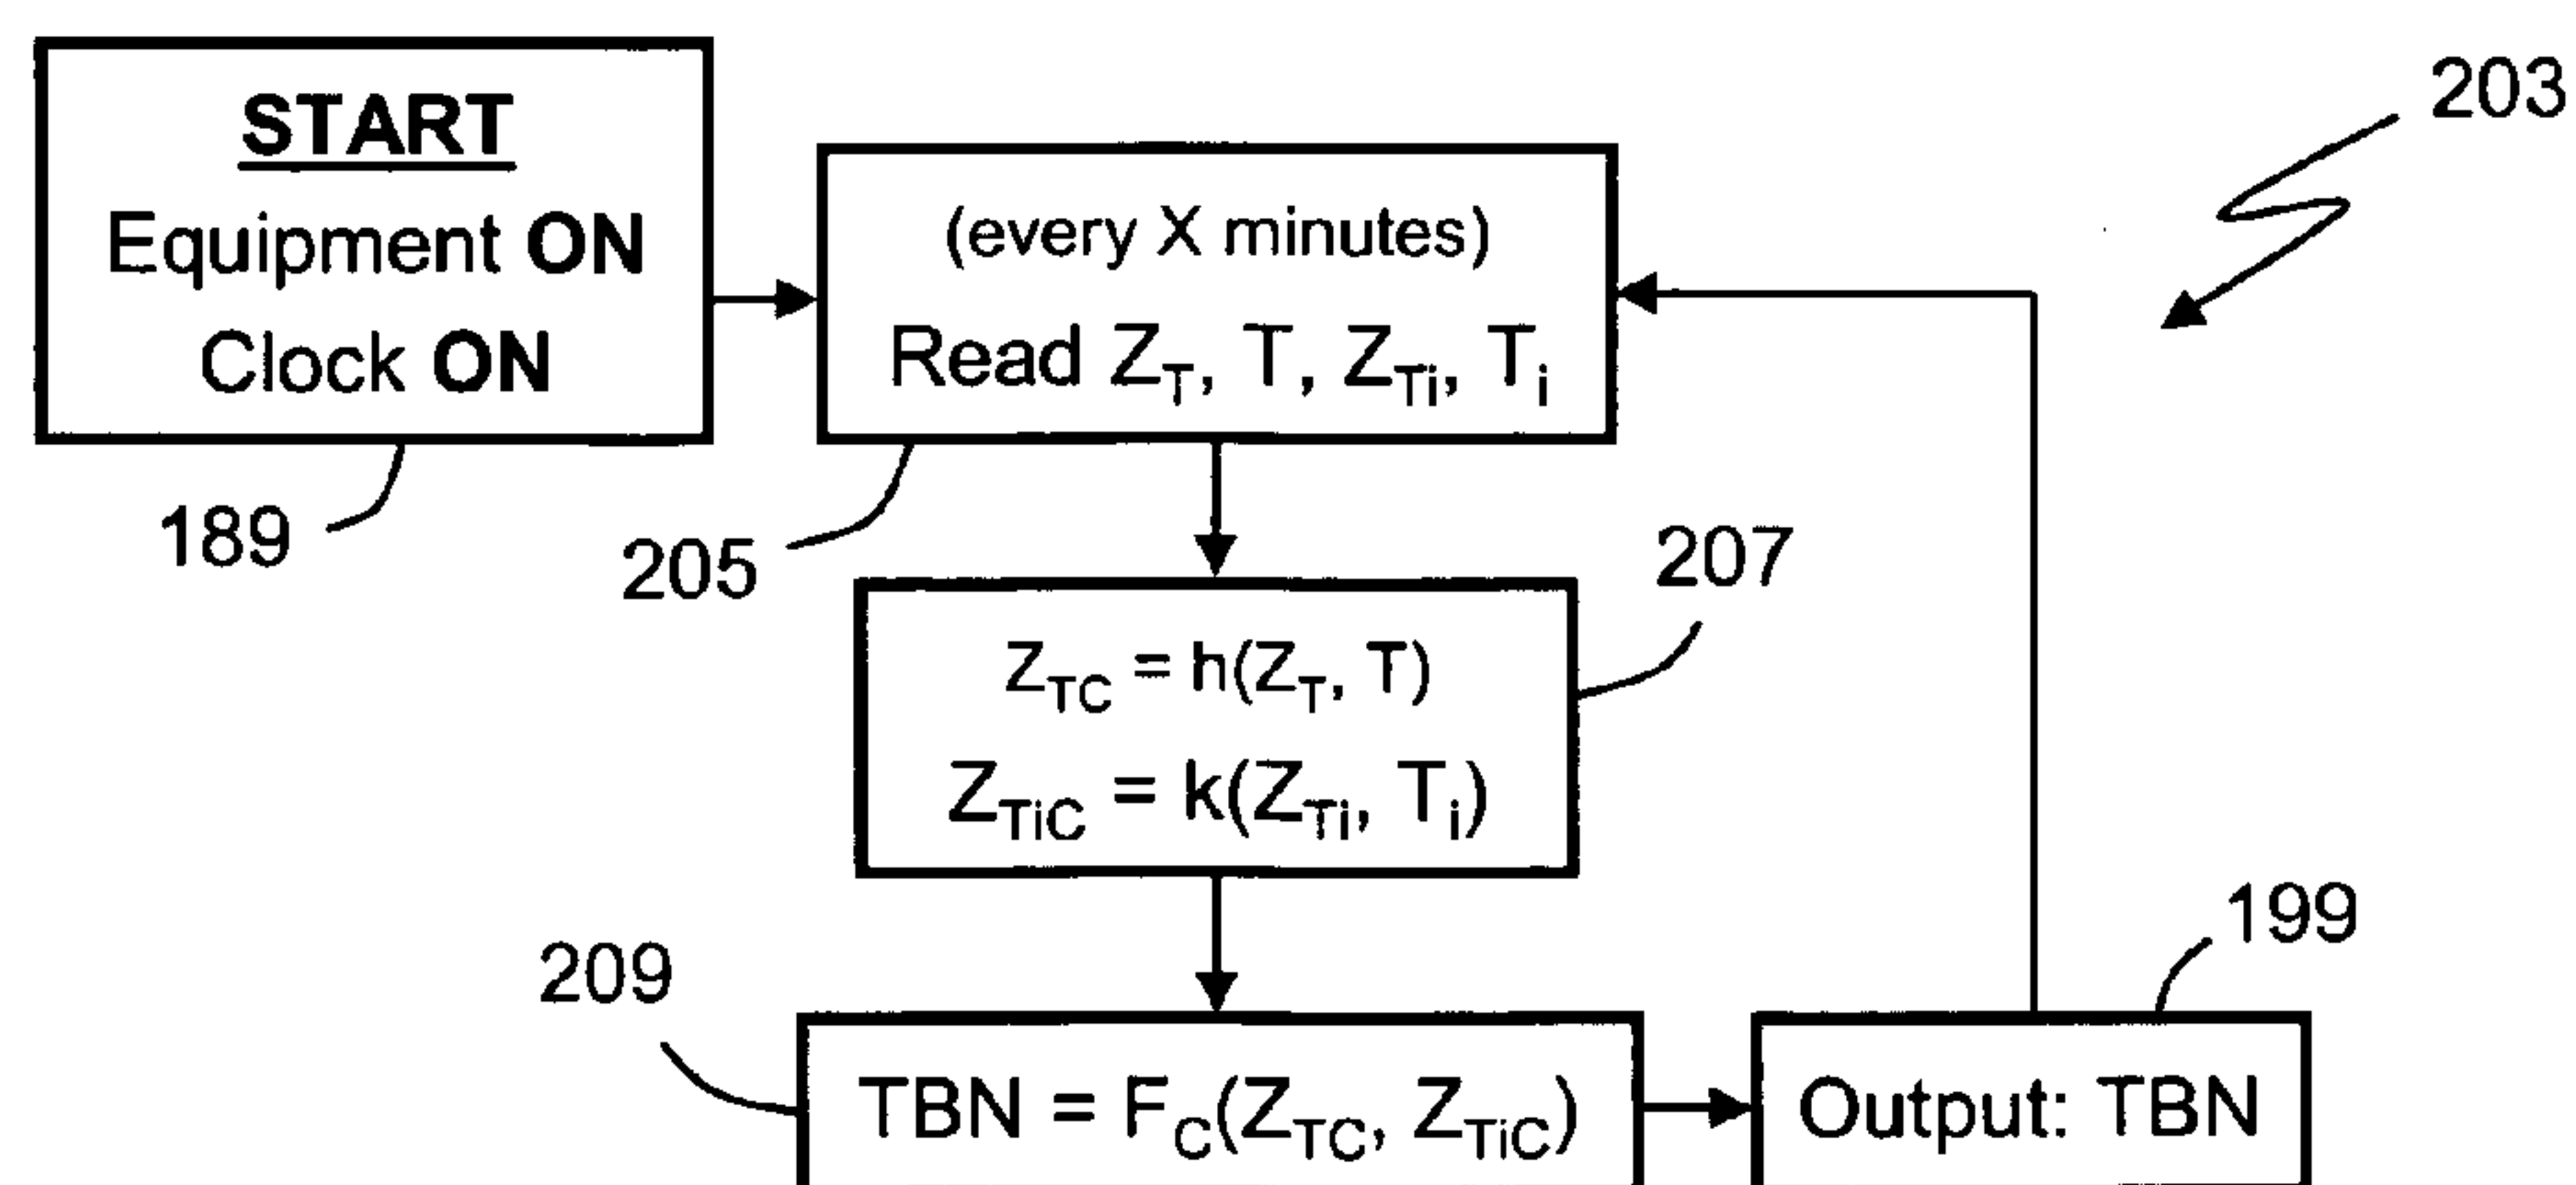 START
Equipment ON
Clock ON
189
(every X minutes)
Read Z_T, T, Z_Ti, T_i
205
203
Z_TC = h(Z_T, T)
Z_TiC = k(Z_Ti, T_i)
207
TBN = F_C(Z_TC, Z_TiC)
209
Output: TBN
199